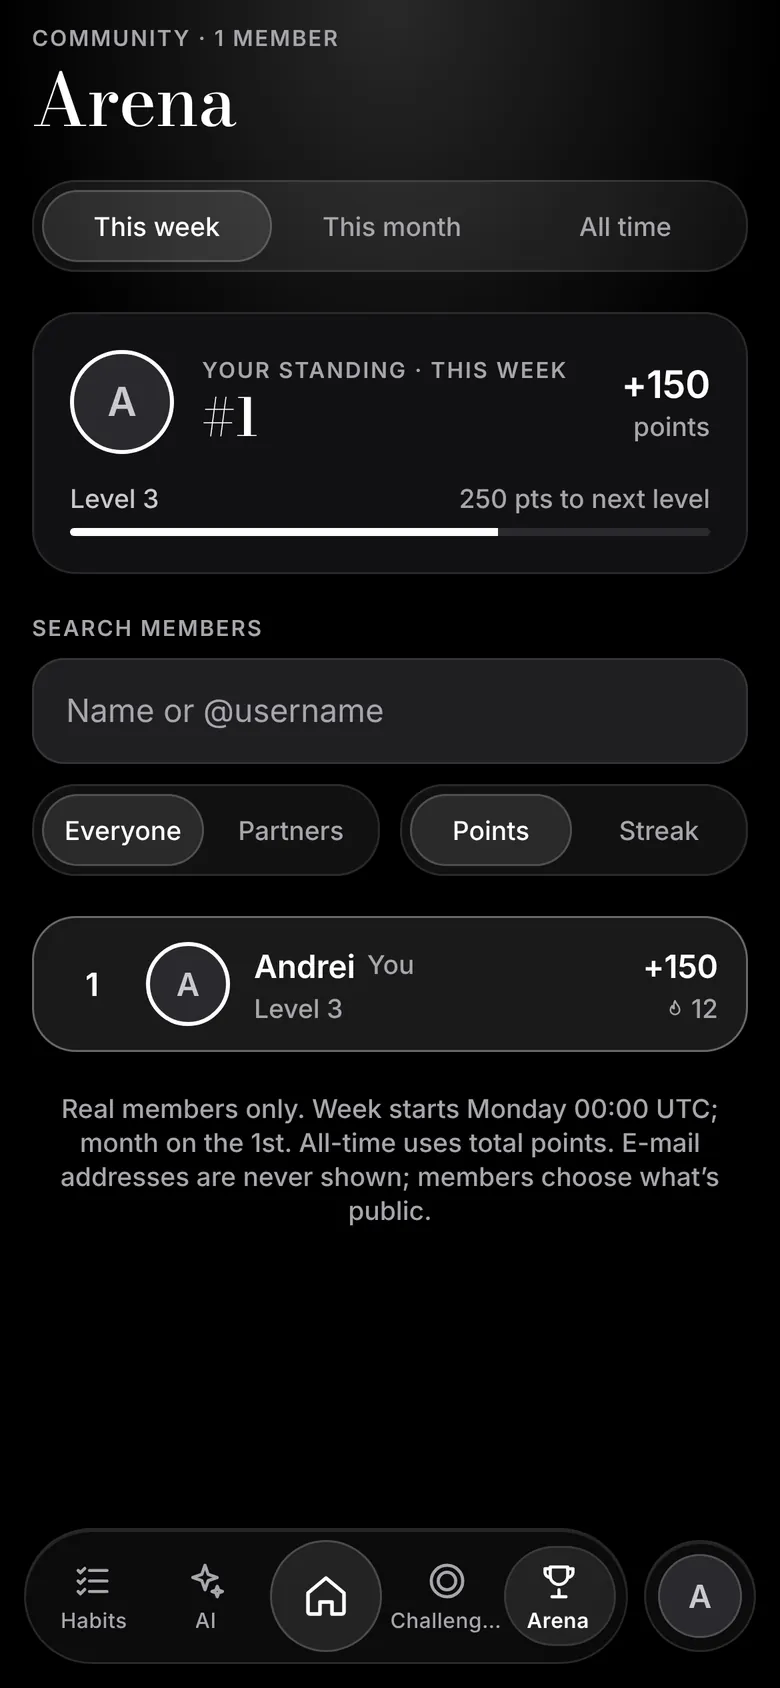 COMMUNITY · 1 MEMBER
Arena
This week
This month
All time
A
YOUR STANDING · THIS WEEK
#1
+150
points
Level 3
250 pts to next level
SEARCH MEMBERS
Name or @username
Everyone
Partners
Points
Streak
1
A
Andrei You
Level 3
+150
12
Real members only. Week starts Monday 00:00 UTC;
month on the 1st. All-time uses total points. E-mail
addresses are never shown; members choose what’s
public.
Habits
AI
Challeng...
Arena
A